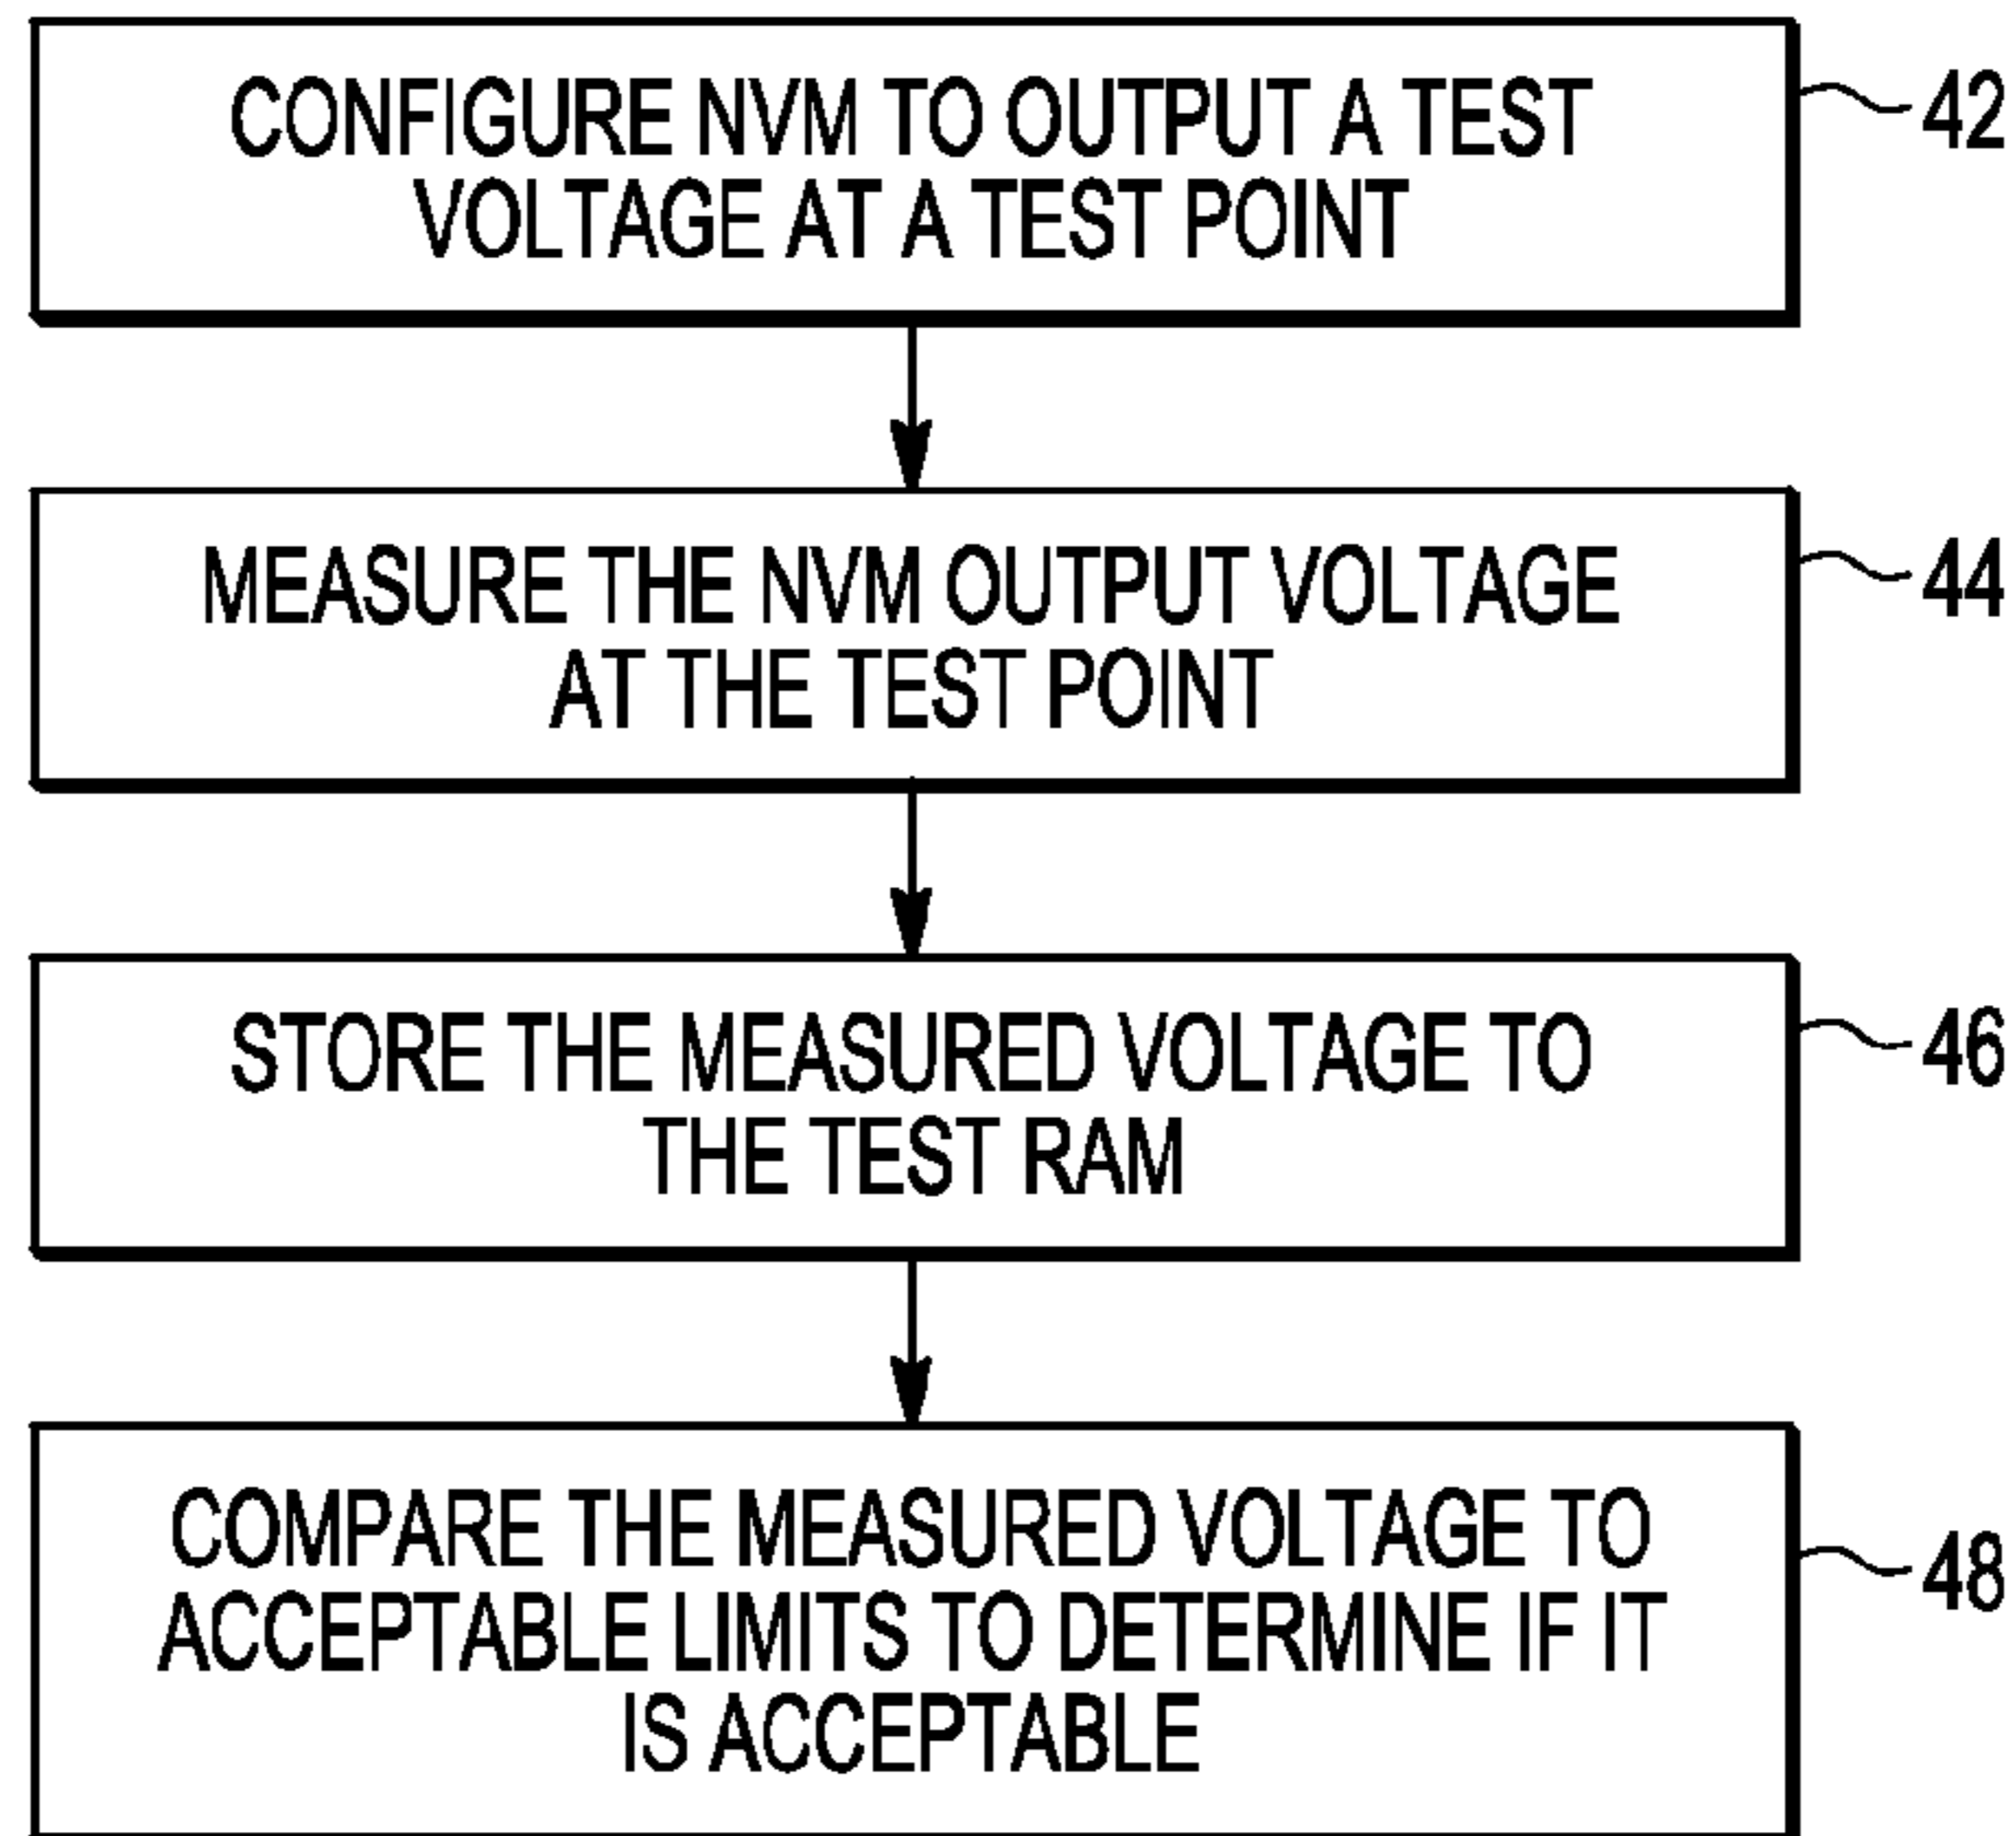 CONFIGURE NVM TO OUTPUT A TEST
VOLTAGE AT A TEST POINT
42
MEASURE THE NVM OUTPUT VOLTAGE
AT THE TEST POINT
44
STORE THE MEASURED VOLTAGE TO
THE TEST RAM
46
COMPARE THE MEASURED VOLTAGE TO
ACCEPTABLE LIMITS TO DETERMINE IF IT
IS ACCEPTABLE
48